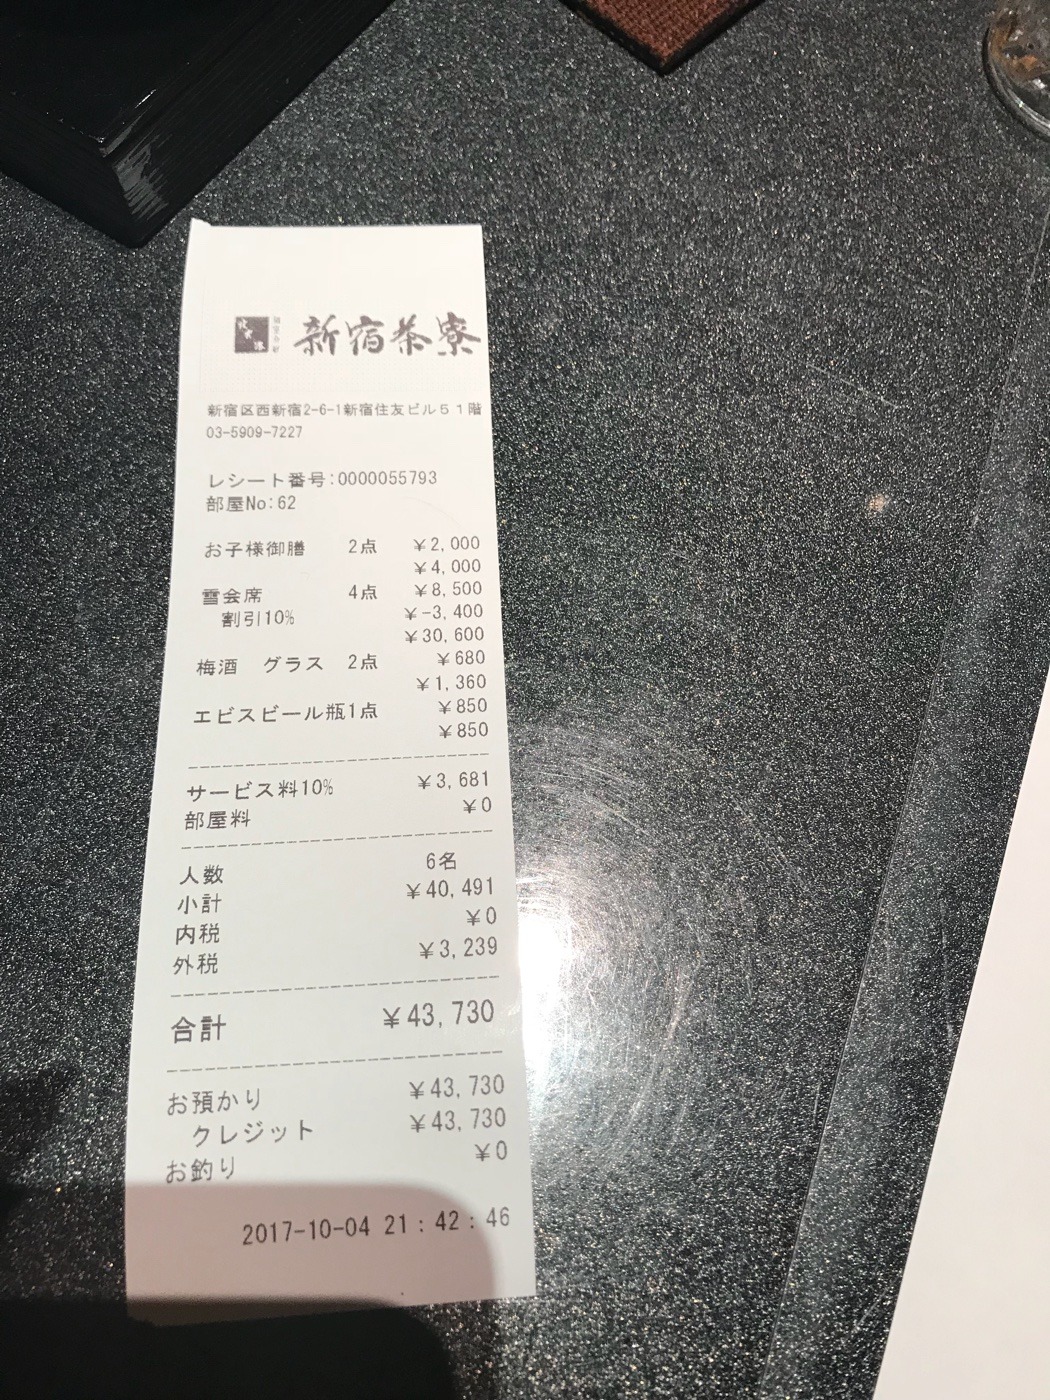 新宿茶寮
新宿区西新宿2-6-1新宿住友ビル51階
03-5909-7227
レシート番号:0000055793
部屋No:62
お子様御膳 2点 ¥2,000
¥4,000
雪会席 4点 ¥8,500
割引10% ¥-3,400
¥30,600
梅酒 グラス 2点 ¥680
¥1,360
エビスビール瓶1点 ¥850
¥850
サービス料10% ¥3,681
部屋料 ¥0
人数 6名
小計 ¥40,491
内税 ¥0
外税 ¥3,239
合計 ¥43,730
お預かり ¥43,730
クレジット ¥43,730
お釣り ¥0
2017-10-04 21:42:46